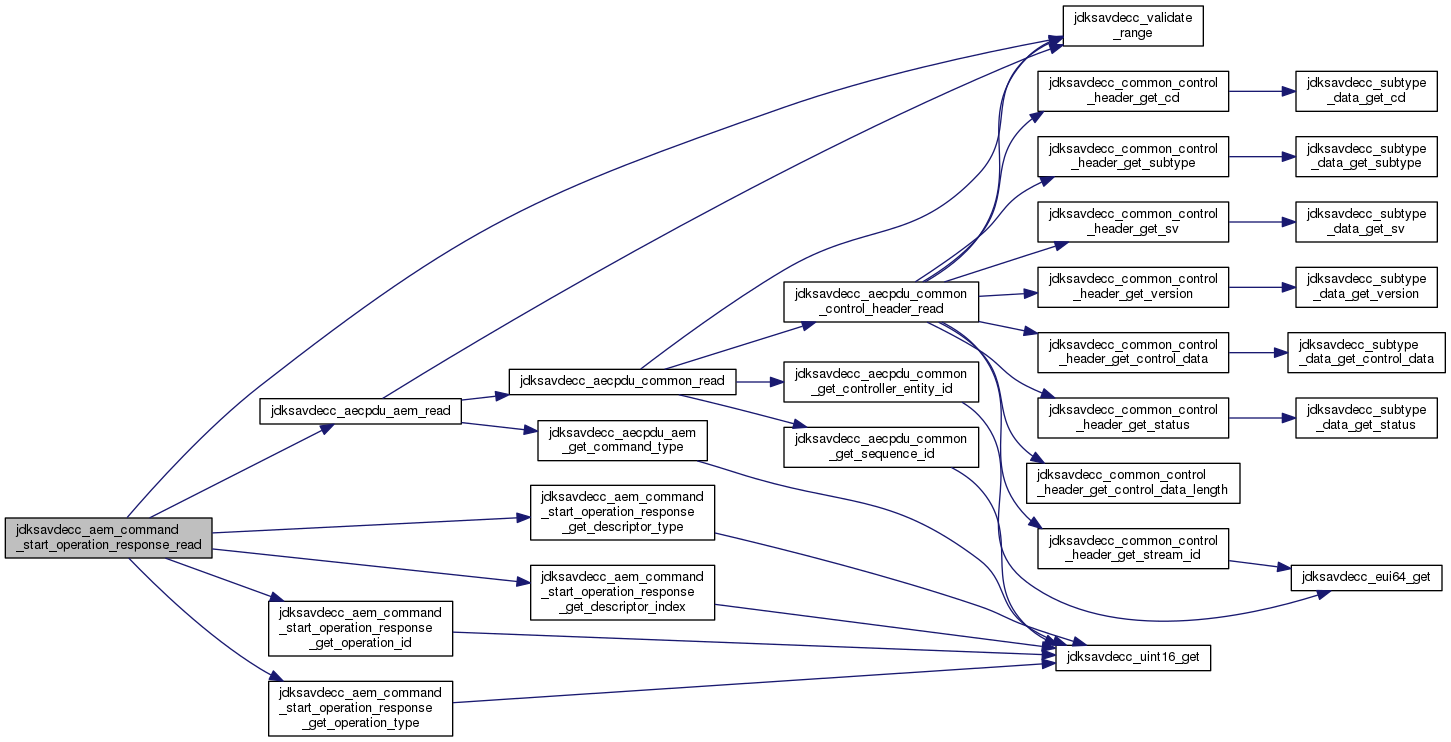 jdksavdecc_aem_command
_start_operation_response_read
jdksavdecc_aecpdu_aem_read
jdksavdecc_aem_command
_start_operation_response
_get_operation_id
jdksavdecc_aem_command
_start_operation_response
_get_operation_type
jdksavdecc_aecpdu_common_read
jdksavdecc_aecpdu_aem
_get_command_type
jdksavdecc_aem_command
_start_operation_response
_get_descriptor_type
jdksavdecc_aem_command
_start_operation_response
_get_descriptor_index
jdksavdecc_aecpdu_common
_control_header_read
jdksavdecc_aecpdu_common
_get_controller_entity_id
jdksavdecc_aecpdu_common
_get_sequence_id
jdksavdecc_validate
_range
jdksavdecc_common_control
_header_get_cd
jdksavdecc_common_control
_header_get_subtype
jdksavdecc_common_control
_header_get_sv
jdksavdecc_common_control
_header_get_version
jdksavdecc_common_control
_header_get_control_data
jdksavdecc_common_control
_header_get_status
jdksavdecc_common_control
_header_get_control_data_length
jdksavdecc_common_control
_header_get_stream_id
jdksavdecc_uint16_get
jdksavdecc_subtype
_data_get_cd
jdksavdecc_subtype
_data_get_subtype
jdksavdecc_subtype
_data_get_sv
jdksavdecc_subtype
_data_get_version
jdksavdecc_subtype
_data_get_control_data
jdksavdecc_subtype
_data_get_status
jdksavdecc_eui64_get